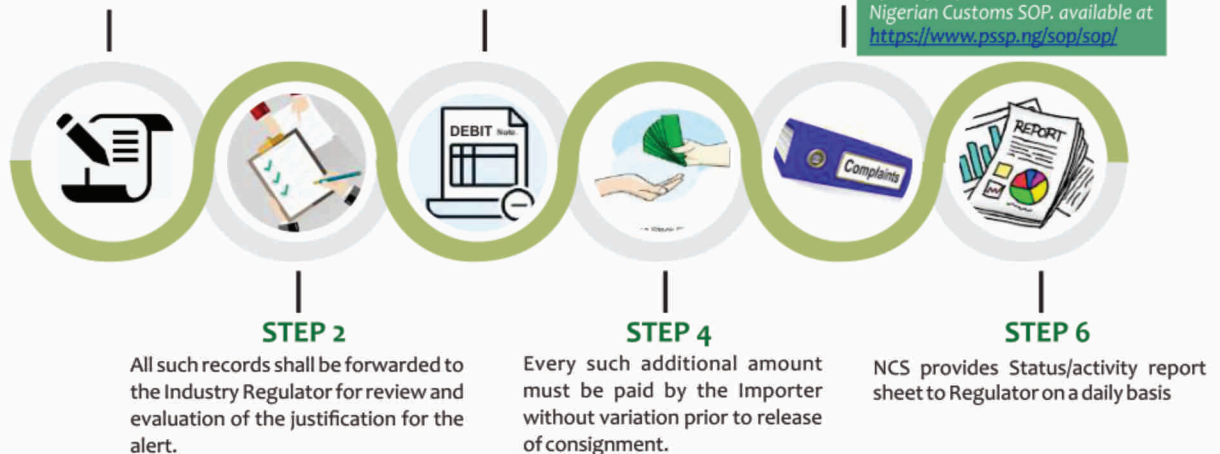 Nigerian Customs SOP. available at
https://www.pssp.ng/sop/sop/
DEBIT Note.
Complaints
REPORT
STEP 2
All such records shall be forwarded to
the Industry Regulator for review and
evaluation of the justification for the
alert.
STEP 4
Every such additional amount
must be paid by the Importer
without variation prior to release
of consignment.
STEP 6
NCS provides Status/activity report
sheet to Regulator on a daily basis